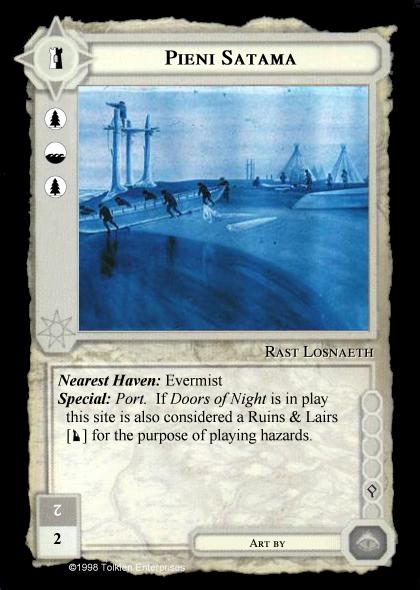 Pieni Satama
Rast Losnaeth
Nearest Haven: Evermist
Special: Port. If Doors of Night is in play
this site is also considered a Ruins & Lairs
[ ] for the purpose of playing hazards.
2
2
Art by
©1998 Tolkien Enterprises